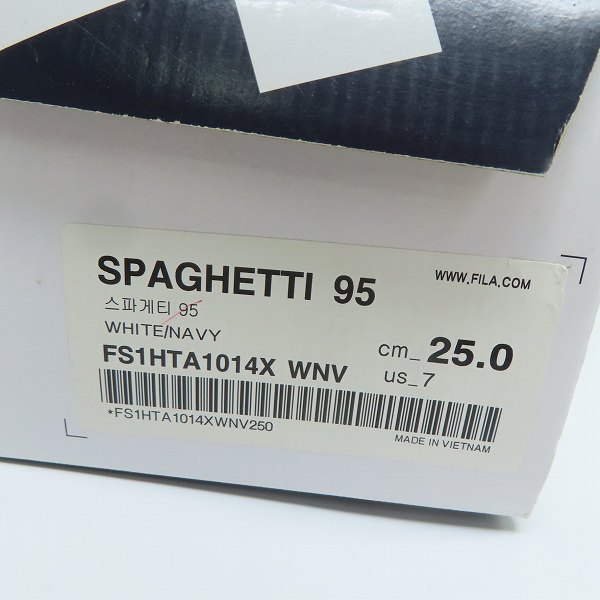 SPAGHETTI 95
WWW.FILA.COM
스파게티 95
WHITE/NAVY
FS1HTA1014X WNV
cm_ 25.0
us_7
*FS1HTA1014XWNV250
MADE IN VIETNAM